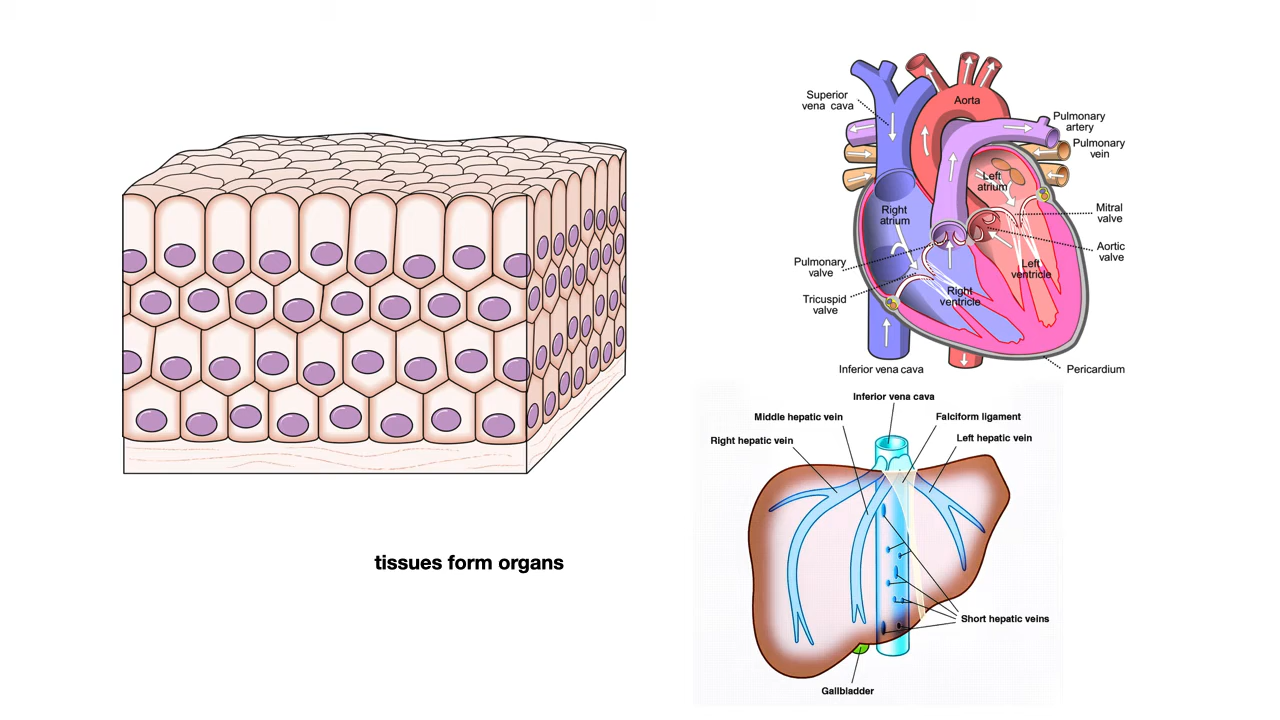 Superior
vena cava
Aorta
Pulmonary
artery
Pulmonary
vein
Left
atrium
Right
atrium
Mitral
valve
Aortic
valve
Pulmonary
valve
Left
ventricle
Right
ventricle
Tricuspid
valve
Inferior vena cava
Pericardium
Inferior vena cava
Middle hepatic vein
Falciform ligament
Right hepatic vein
Left hepatic vein
tissues form organs
Short hepatic veins
Gallbladder